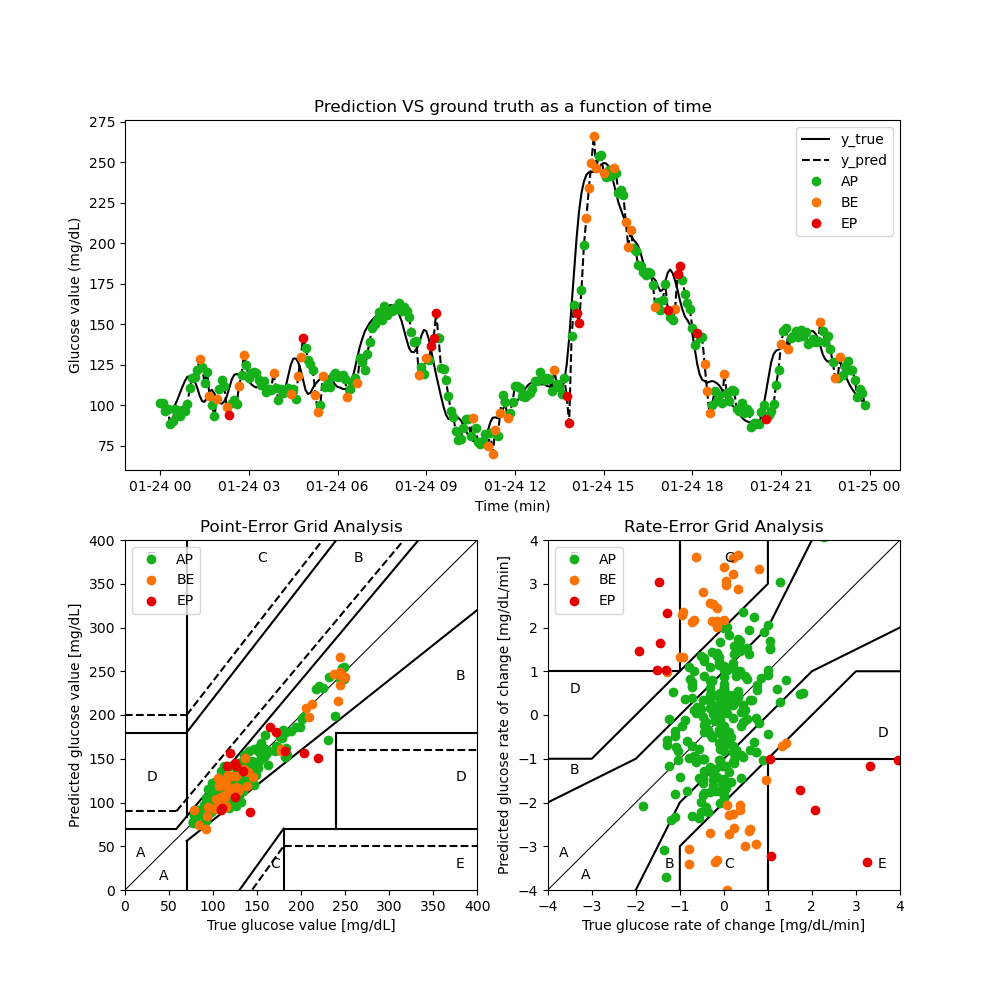 Prediction VS ground truth as a function of time
Glucose value (mg/dL)
275
250
225
200
175
150
125
100
75
y_true
y_pred
AP
BE
EP
01-24 00 01-24 03 01-24 06 01-24 09 01-24 12 01-24 15 01-24 18 01-24 21 01-25 00
Time (min)
Point-Error Grid Analysis
Predicted glucose value [mg/dL]
400
350
300
250
200
150
100
50
0
AP
BE
EP
C
B
B
D
D
A
A
C
E
0 50 100 150 200 250 300 350 400
True glucose value [mg/dL]
Rate-Error Grid Analysis
Predicted glucose rate of change [mg/dL/min]
4
3
2
1
0
−1
−2
−3
−4
AP
BE
EP
C
D
D
B
A
A
B
C
E
−4 −3 −2 −1 0 1 2 3 4
True glucose rate of change [mg/dL/min]